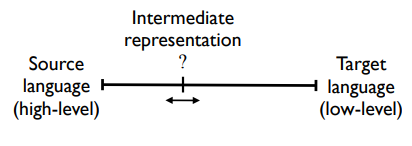 Intermediate
representation
?
Source
language
(high-level)
Target
language
(low-level)